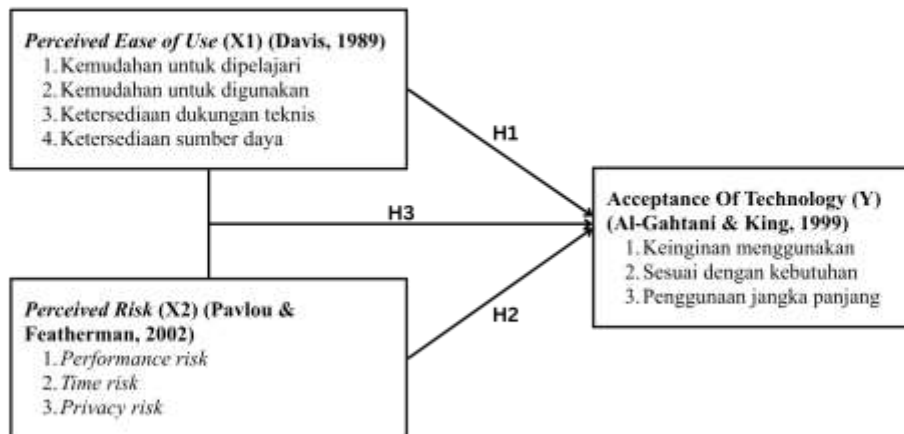 Perceived Ease of Use (X1) (Davis, 1989)
1. Kemudahan untuk dipelajari
2. Kemudahan untuk digunakan
3. Ketersediaan dukungan teknis
4. Ketersediaan sumber daya
H1
H3
Acceptance Of Technology (Y)
(Al-Gahtani & King, 1999)
1. Keinginan menggunakan
2. Sesuai dengan kebutuhan
3. Penggunaan jangka panjang
Perceived Risk (X2) (Pavlou &
Featherman, 2002)
1. Performance risk
2. Time risk
3. Privacy risk
H2